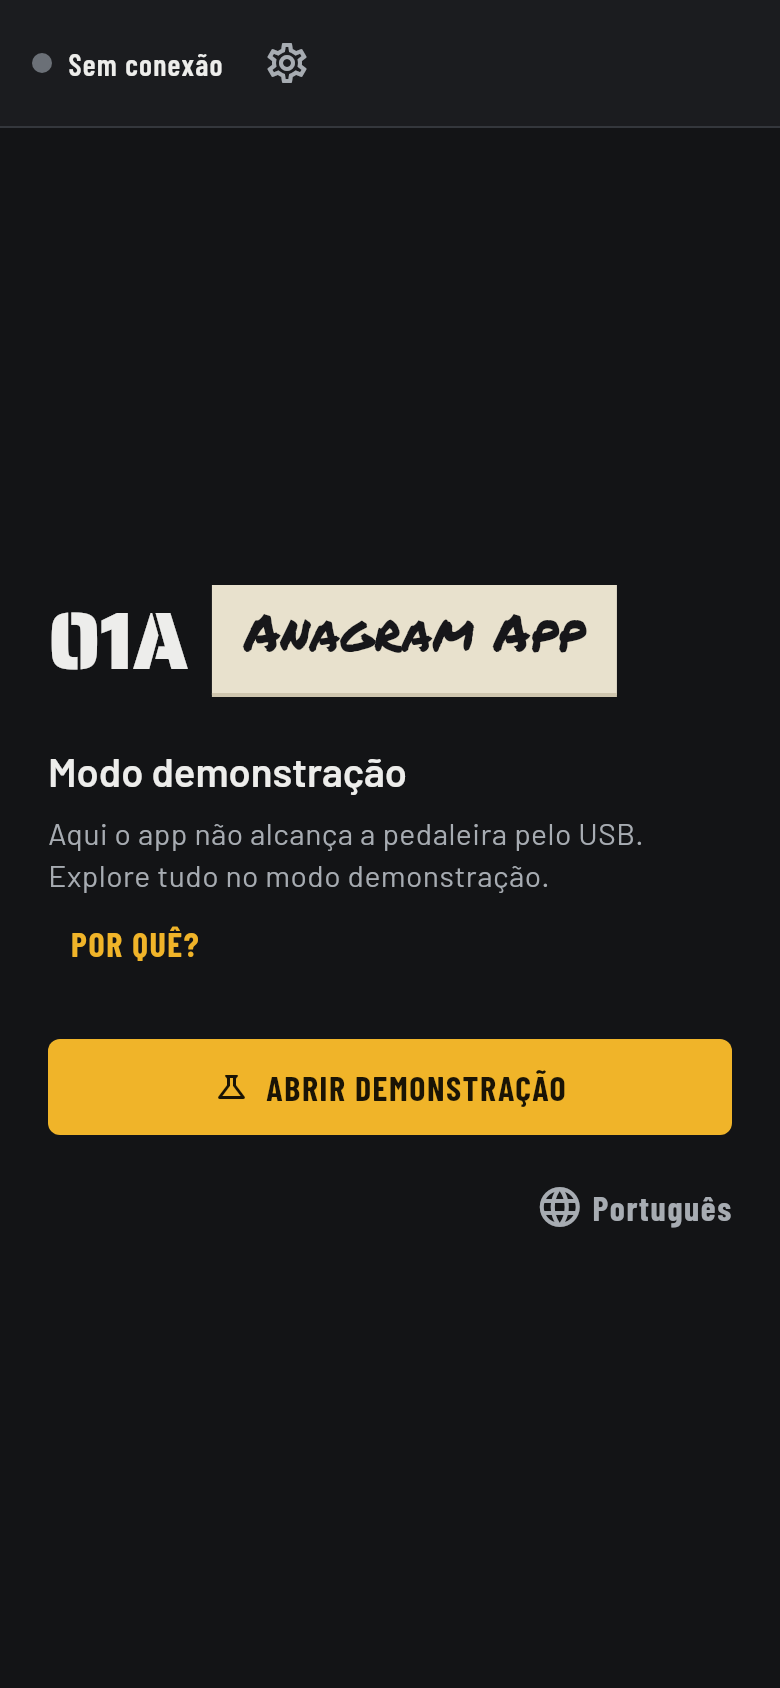 Sem conexão
01A
Anagram App
Modo demonstração
Aqui o app não alcança a pedaleira pelo USB.
Explore tudo no modo demonstração.
POR QUÊ?
ABRIR DEMONSTRAÇÃO
Português